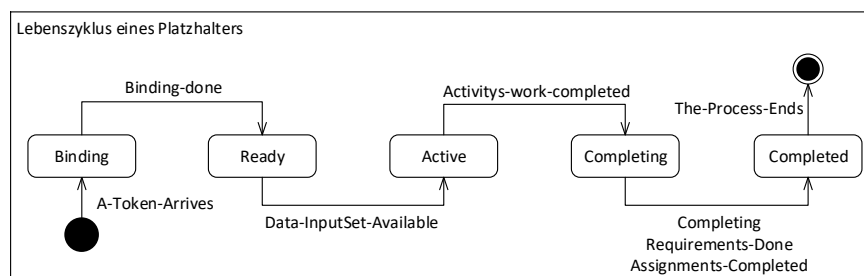 Lebenszyklus eines Platzhalters
Binding-done
Activitys-work-completed
The-Process-Ends
Binding
Ready
Active
Completing
Completed
A-Token-Arrives
Data-InputSet-Available
Completing
Requirements-Done
Assignments-Completed